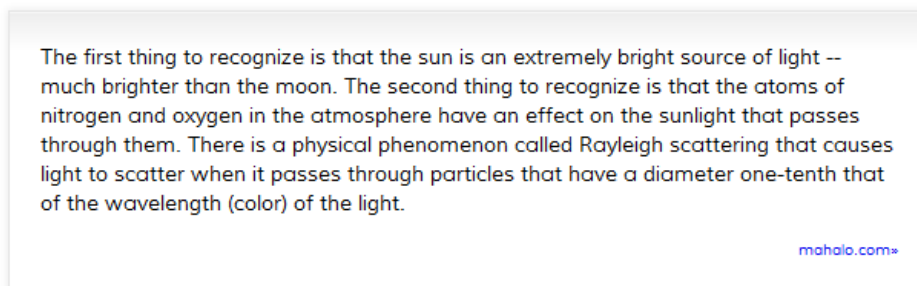 The first thing to recognize is that the sun is an extremely bright source of light --
much brighter than the moon. The second thing to recognize is that the atoms of
nitrogen and oxygen in the atmosphere have an effect on the sunlight that passes
through them. There is a physical phenomenon called Rayleigh scattering that causes
light to scatter when it passes through particles that have a diameter one-tenth that
of the wavelength (color) of the light.
mahalo.com»